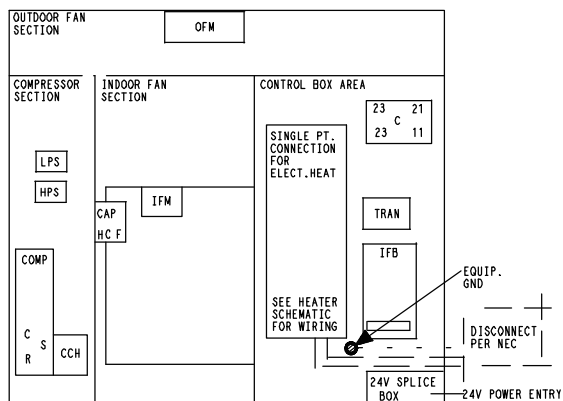 OUTDOOR FAN
SECTION
OFM
COMPRESSOR
SECTION
INDOOR FAN
SECTION
CONTROL BOX AREA
23 21
C
23 11
SINGLE PT.
CONNECTION
FOR
ELECT.HEAT
LPS
HPS
IFM
CAP
H C F
TRAN
COMP
IFB
EQUIP.
GND
SEE HEATER
SCHEMATIC
FOR WIRING
C
S
R
CCH
DISCONNECT
PER NEC
24V SPLICE
BOX
24V POWER ENTRY